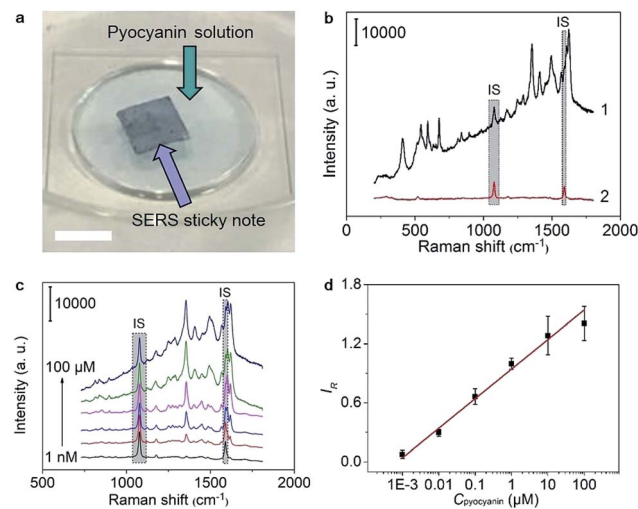 a
Pyocyanin solution
SERS sticky note
b
10000
IS
IS
1
2
Intensity (a. u.)
0 500 1000 1500 2000
Raman shift (cm⁻¹)
c
10000
IS
IS
100 µM
1 nM
Intensity (a. u.)
500 1000 1500 2000
Raman shift (cm⁻¹)
d
1.8
1.2
0.6
0.0
I_R
1E-3 0.01 0.1 1 10 100
Cpyocyanin (µM)